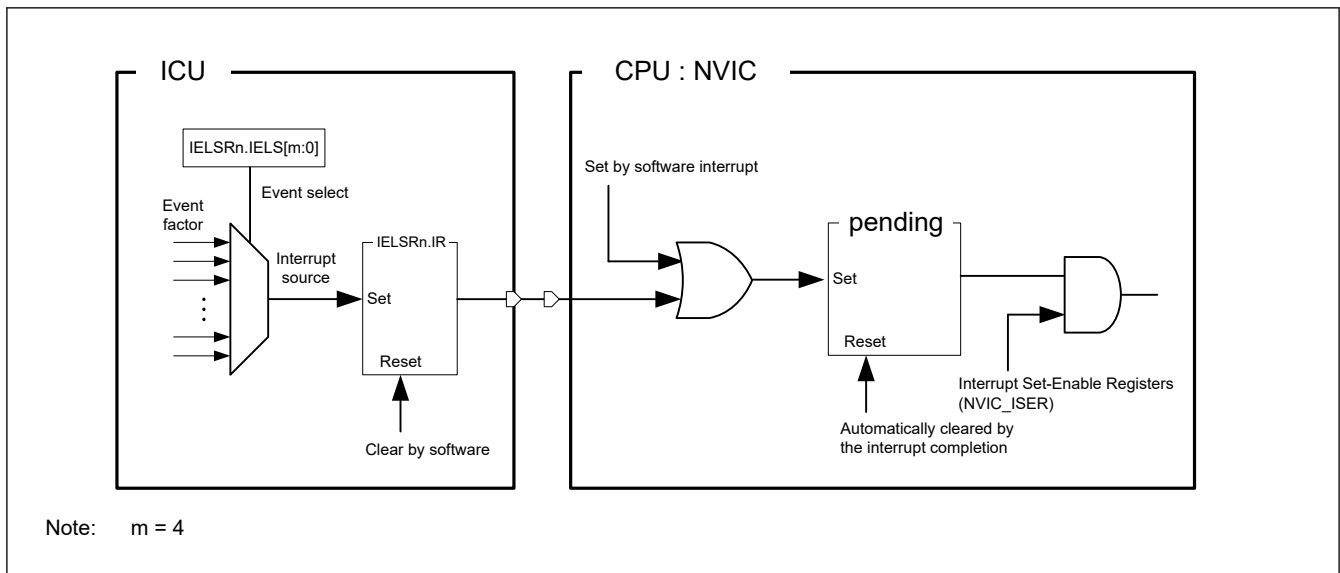 ICU
CPU : NVIC
IELSRn.IELS[m:0]
Event select
Event
factor
Interrupt
source
IELSRn.IR
Set
Reset
Clear by software
Set by software interrupt
pending
Set
Reset
Automatically cleared by
the interrupt completion
Interrupt Set-Enable Registers
(NVIC_ISER)
Note: m = 4